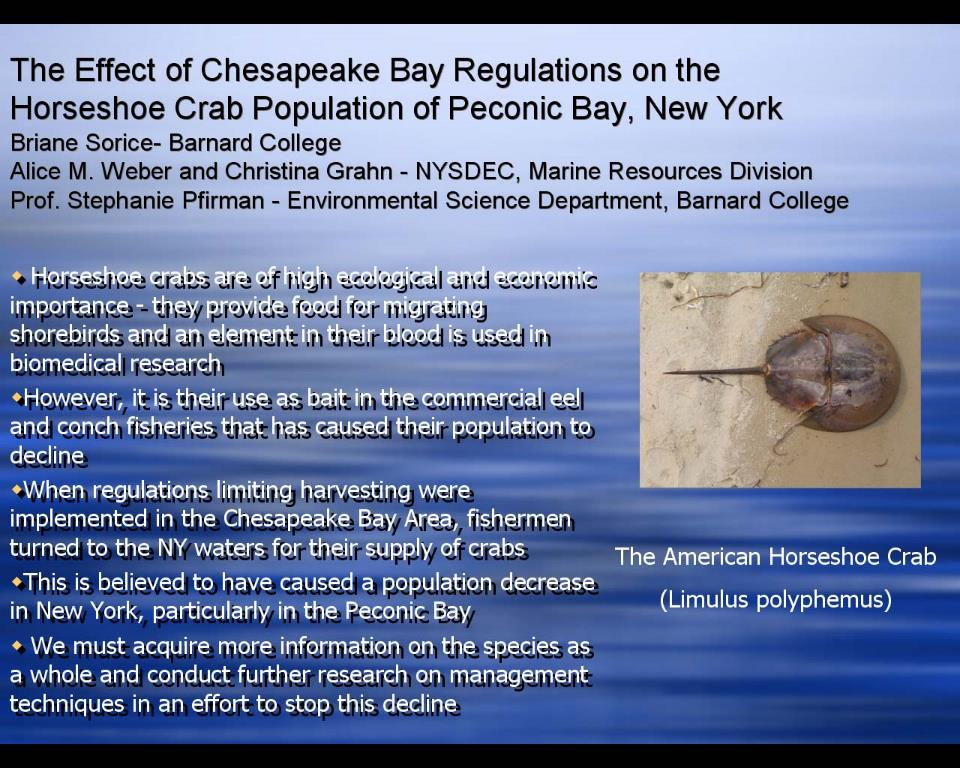 The Effect of Chesapeake Bay Regulations on the
Horseshoe Crab Population of Peconic Bay, New York
Briane Sorice- Barnard College
Alice M. Weber and Christina Grahn - NYSDEC, Marine Resources Division
Prof. Stephanie Pfirman - Environmental Science Department, Barnard College
◆ Horseshoe crabs are of high ecological and economic
importance - they provide food for migrating
shorebirds and an element in their blood is used in
biomedical research
◆However, it is their use as bait in the commercial eel
and conch fisheries that has caused their population to
decline
◆When regulations limiting harvesting were
implemented in the Chesapeake Bay Area, fishermen
turned to the NY waters for their supply of crabs
◆This is believed to have caused a population decrease
in New York, particularly in the Peconic Bay
◆ We must acquire more information on the species as
a whole and conduct further research on management
techniques in an effort to stop this decline
The American Horseshoe Crab
(Limulus polyphemus)